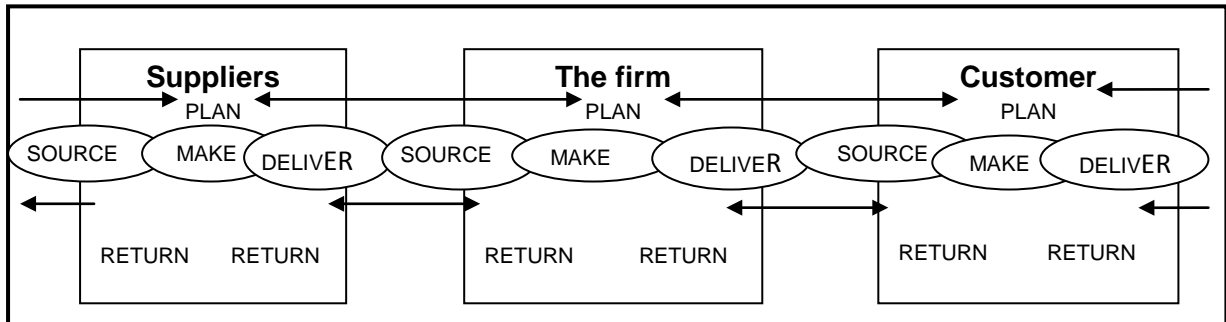 Suppliers The firm Customer
PLAN PLAN PLAN
SOURCE MAKE DELIVER SOURCE MAKE DELIVER SOURCE MAKE DELIVER
RETURN RETURN RETURN RETURN RETURN RETURN